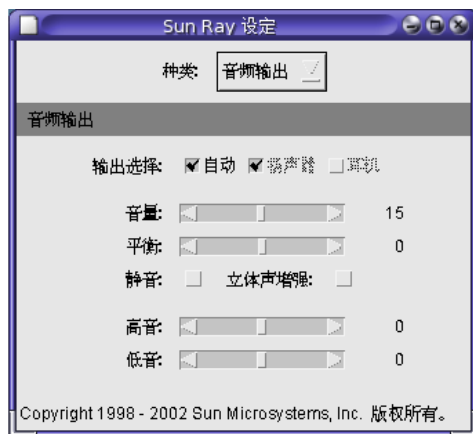 Sun Ray 设定
种类: 音频输出
音频输出
输出选择: 自动 扬声器 耳机
音量: 15
平衡: 0
静音: 立体声增强:
高音: 0
低音: 0
Copyright 1998 - 2002 Sun Microsystems, Inc. 版权所有。